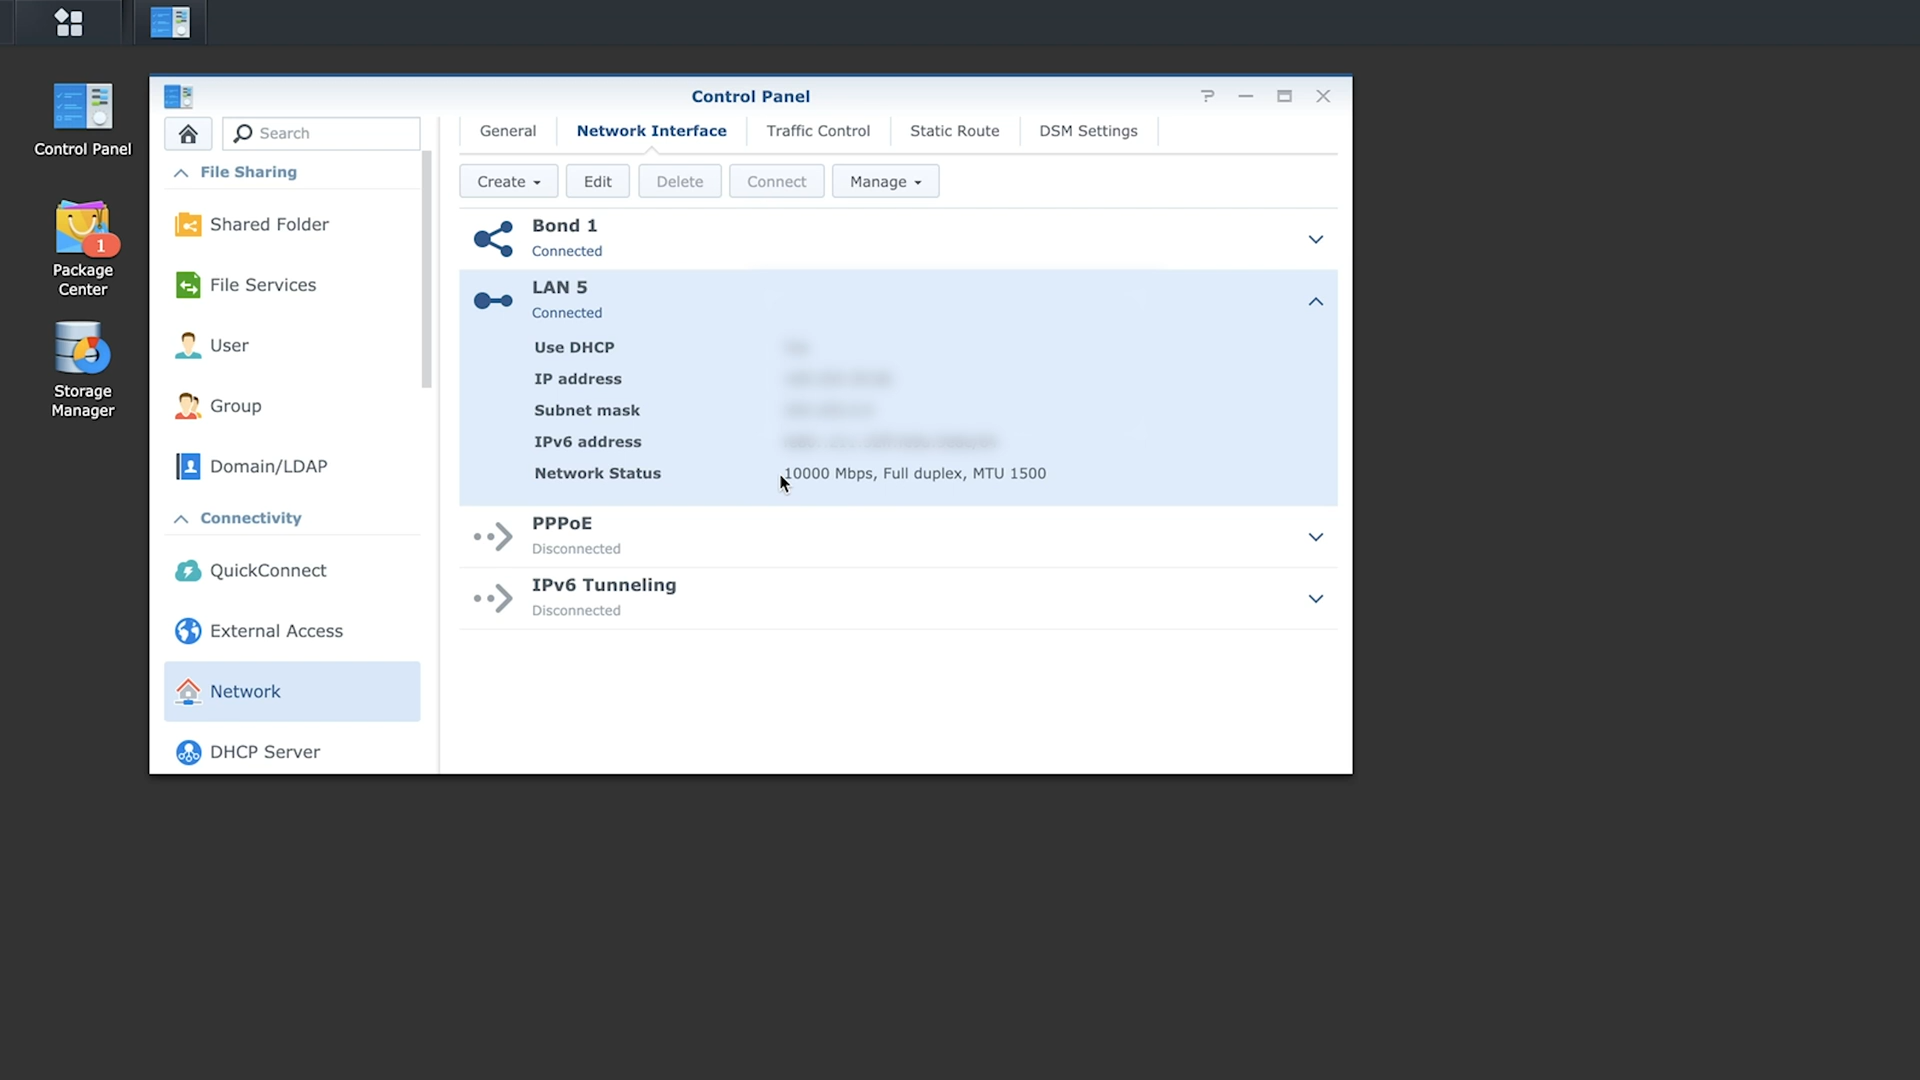 Control Panel
Package
Center
1
Storage
Manager
Control Panel
Search
File Sharing
Shared Folder
File Services
User
Group
Domain/LDAP
Connectivity
QuickConnect
External Access
Network
DHCP Server
General
Network Interface
Traffic Control
Static Route
DSM Settings
Create
Edit
Delete
Connect
Manage
Bond 1
Connected
LAN 5
Connected
Use DHCP
IP address
Subnet mask
IPv6 address
Network Status 10000 Mbps, Full duplex, MTU 1500
PPPoE
Disconnected
IPv6 Tunneling
Disconnected